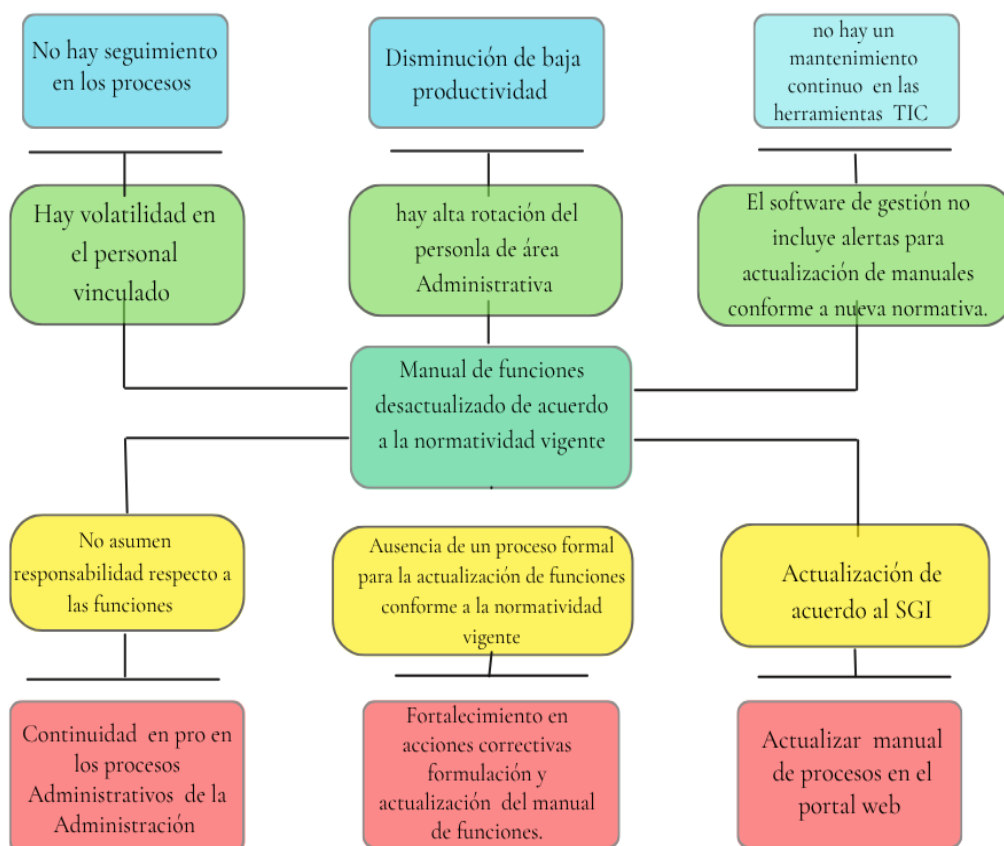 No hay seguimiento
en los procesos
Disminución de baja
productividad
no hay un
mantenimiento
continuo en las
herramientas TIC
Hay volatilidad en
el personal
vinculado
hay alta rotación del
personla de área
Administrativa
El software de gestión no
incluye alertas para
actualización de manuales
conforme a nueva normativa.
Manual de funciones
desactualizado de acuerdo
a la normatividad vigente
No asumen
responsabilidad respecto a
las funciones
Ausencia de un proceso formal
para la actualización de funciones
conforme a la normatividad
vigente
Actualización de
acuerdo al SGI
Continuidad en pro en
los procesos
Administrativos de la
Administración
Fortalecimiento en
acciones correctivas
formulación y
actualización del manual
de funciones.
Actualizar manual
de procesos en el
portal web